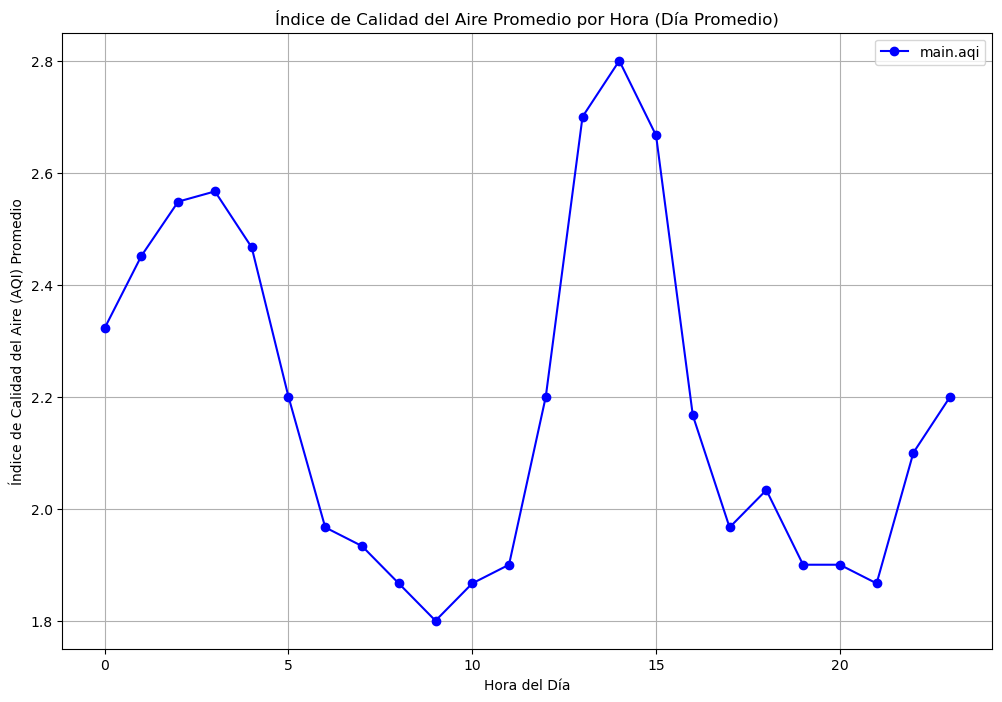 Índice de Calidad del Aire Promedio por Hora (Día Promedio)
main.aqi
Índice de Calidad del Aire (AQI) Promedio
2.8
2.6
2.4
2.2
2.0
1.8
0 5 10 15 20
Hora del Día